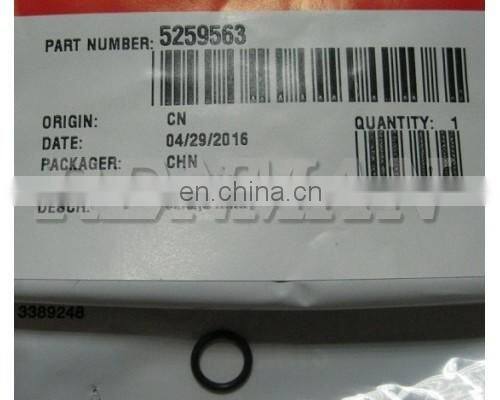 PART NUMBER: 5259563
ORIGIN: CN
DATE: 04/29/2016
QUANTITY: 1
PACKAGER: CHN
en.china.cn
DESCR:
3389248